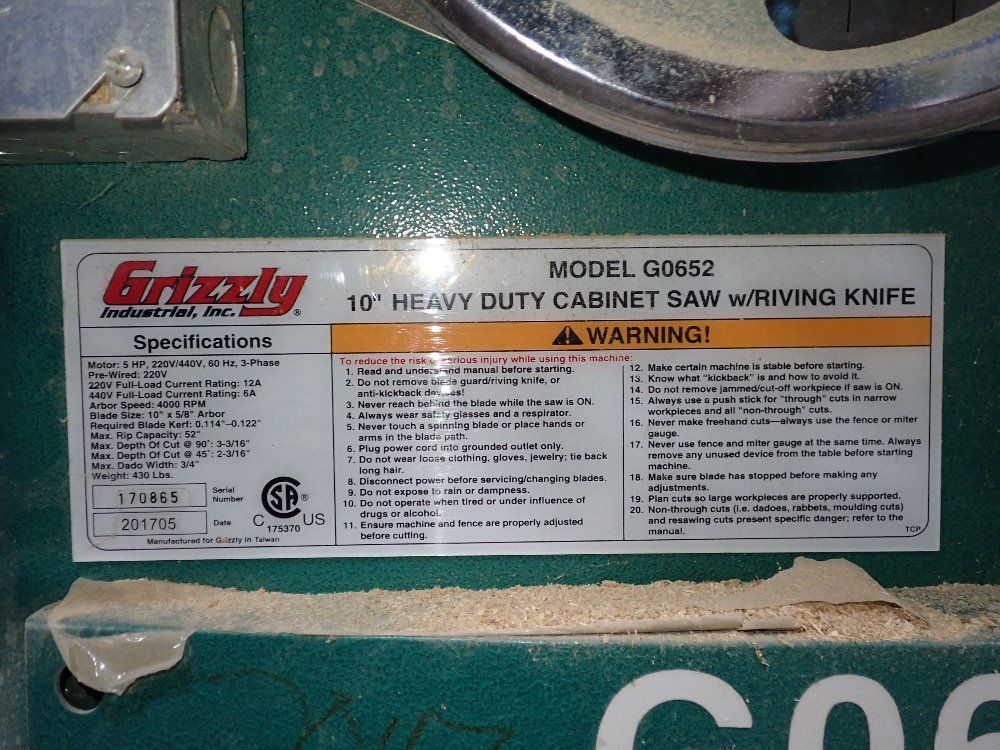 Grizzly
Industrial, Inc. ®
MODEL G0652
10" HEAVY DUTY CABINET SAW w/RIVING KNIFE
Specifications
Motor: 5 HP, 220V/440V, 60 Hz, 3-Phase
Pre-Wired: 220V
220V Full-Load Current Rating: 12A
440V Full-Load Current Rating: 6A
Arbor Speed: 4000 RPM
Blade Size: 10" x 5/8" Arbor
Required Blade Kerf: 0.114"–0.122"
Max. Rip Capacity: 52"
Max. Depth Of Cut @ 90°: 3-3/16"
Max. Depth Of Cut @ 45°: 2-3/16"
Max. Dado Width: 3/4"
Weight: 430 Lbs.
170865 Serial Number
201705 Date
C SA ® US
175370
Manufactured for Grizzly in Taiwan
WARNING!
To reduce the risk of serious injury while using this machine:
1. Read and understand manual before starting.
2. Do not remove blade guard/riving knife, or
anti-kickback devices!
3. Never reach behind the blade while the saw is ON.
4. Always wear safety glasses and a respirator.
5. Never touch a spinning blade or place hands or
arms in the blade path.
6. Plug power cord into grounded outlet only.
7. Do not wear loose clothing, gloves, jewelry; tie back
long hair.
8. Disconnect power before servicing/changing blades.
9. Do not expose to rain or dampness.
10. Do not operate when tired or under influence of
drugs or alcohol.
11. Ensure machine and fence are properly adjusted
before cutting.
12. Make certain machine is stable before starting.
13. Know what "kickback" is and how to avoid it.
14. Do not remove jammed/cut-off workpiece if saw is ON.
15. Always use a push stick for "through" cuts in narrow
workpieces and all "non-through" cuts.
16. Never make freehand cuts—always use the fence or miter
gauge.
17. Never use fence and miter gauge at the same time. Always
remove any unused device from the table before starting
machine.
18. Make sure blade has stopped before making any
adjustments.
19. Plan cuts so large workpieces are properly supported.
20. Non-through cuts (i.e. dadoes, rabbets, moulding cuts)
and resawing cuts present specific danger; refer to the
manual.
TCP
G06